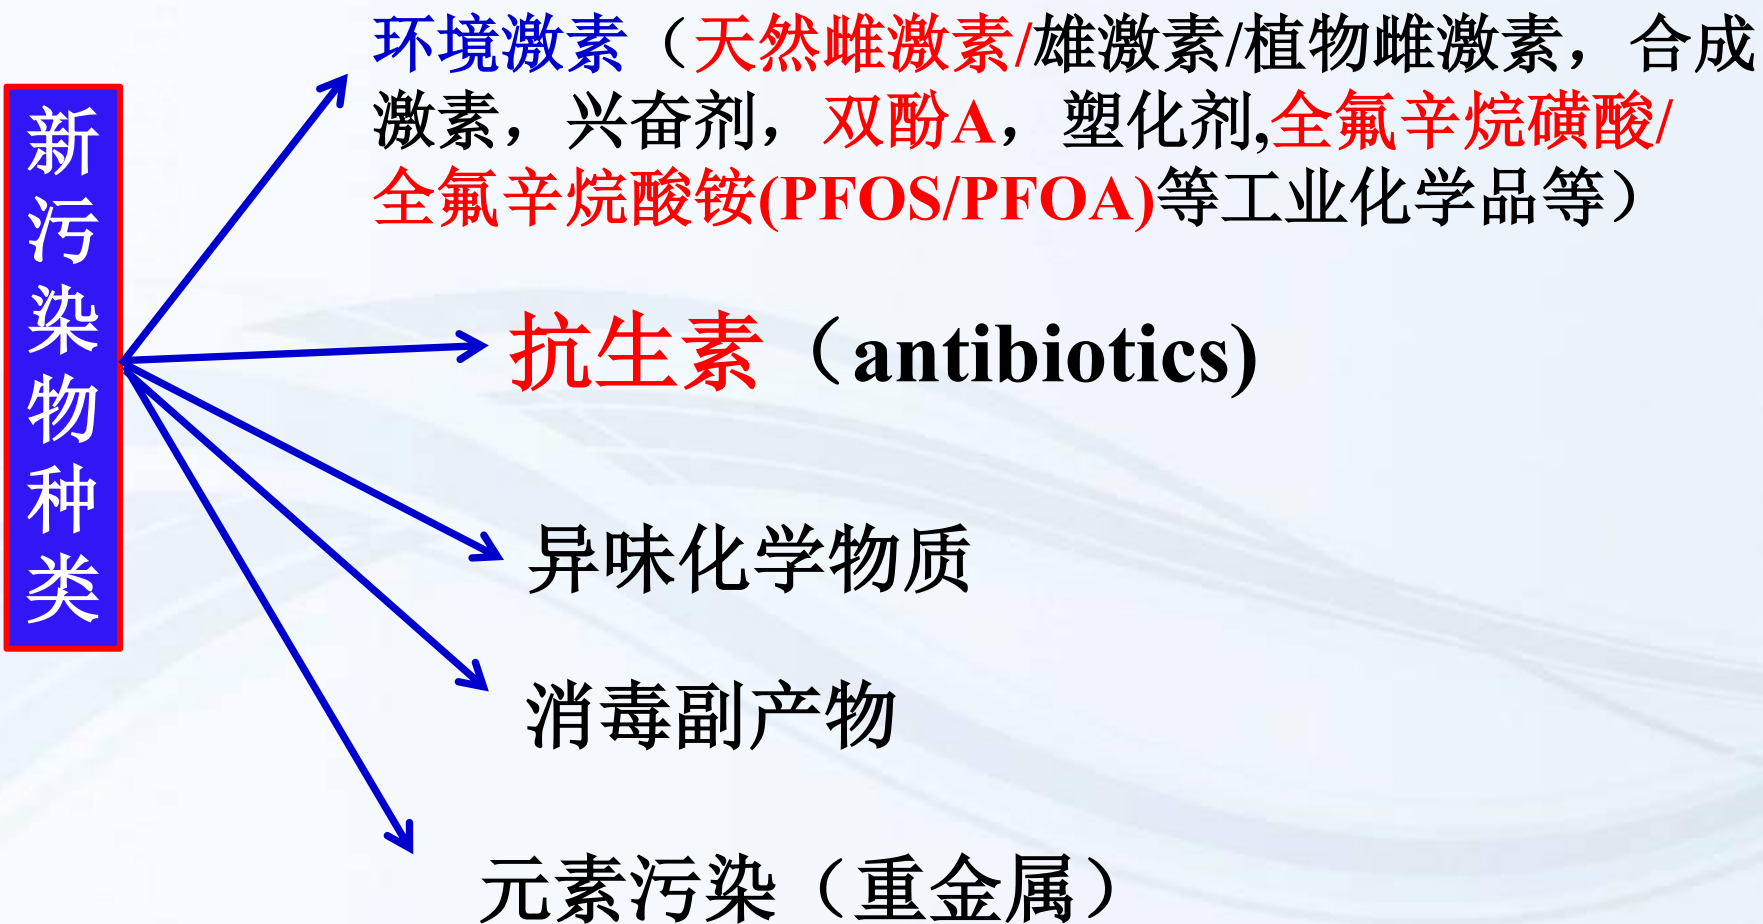 新污染物种类
环境激素（天然雌激素/雄激素/植物雌激素，合成
激素，兴奋剂，双酚A，塑化剂,全氟辛烷磺酸/
全氟辛烷酸铵(PFOS/PFOA)等工业化学品等）
抗生素（antibiotics)
异味化学物质
消毒副产物
元素污染（重金属）